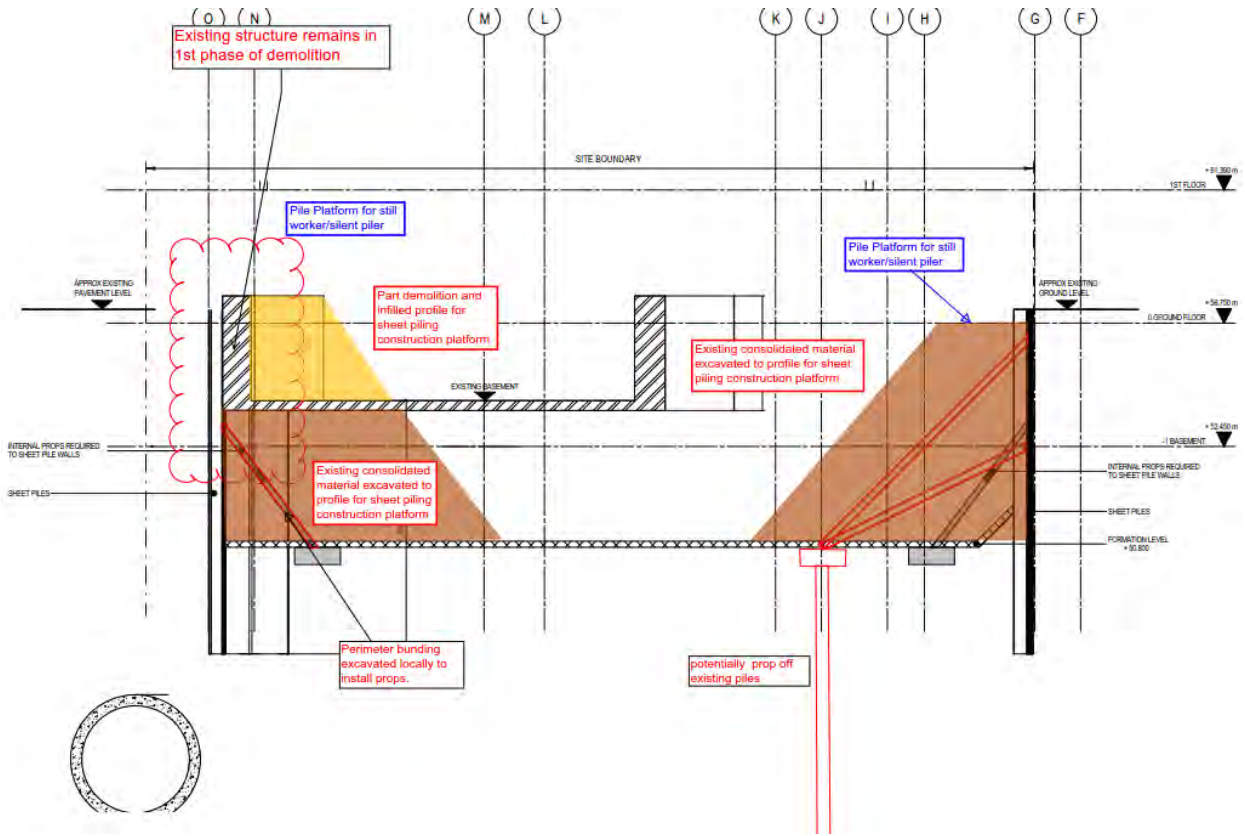 O N M L K J I H G F
Existing structure remains in
1st phase of demolition
SITE BOUNDARY
+ 61.350 m
1ST FLOOR
Pile Platform for still
worker/silent piler
Pile Platform for still
worker/silent piler
APPROX EXISTING
PAVEMENT LEVEL
APPROX EXISTING
GROUND LEVEL
Part demolition and
infilled profile for
sheet piling
construction platform
+ 56.750 m
0.GROUND FLOOR
Existing consolidated material
excavated to profile for sheet
piling construction platform
EXISTING BASEMENT
+ 52.450 m
-1 BASEMENT
INTERNAL PROPS REQUIRED
TO SHEET PILE WALLS
Existing consolidated
material excavated to
profile for sheet piling
construction platform
INTERNAL PROPS REQUIRED
TO SHEET PILE WALLS
SHEET PILES
SHEET PILES
FORMATION LEVEL
+ 50.800
Perimeter bunding
excavated locally to
install props.
potentially prop off
existing piles